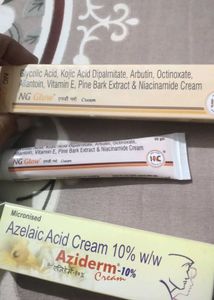 Glycolic Acid, Kojic Acid Dipalmitate, Arbutin, Octinoxate,
Allantoin, Vitamin E, Pine Bark Extract & Niacinamide Cream
NG Glow
एनजी ग्लो Cream
Acid, Kojic Acid Dipalmitate, Arbutin, Octinoxate,
Allantoin, Vitamin E, Pine Bark Extract & Niacinamide Cream
NG Glow
Cream
Micronised
Azelaic Acid Cream 10% w/w
Aziderm-10%
Cream